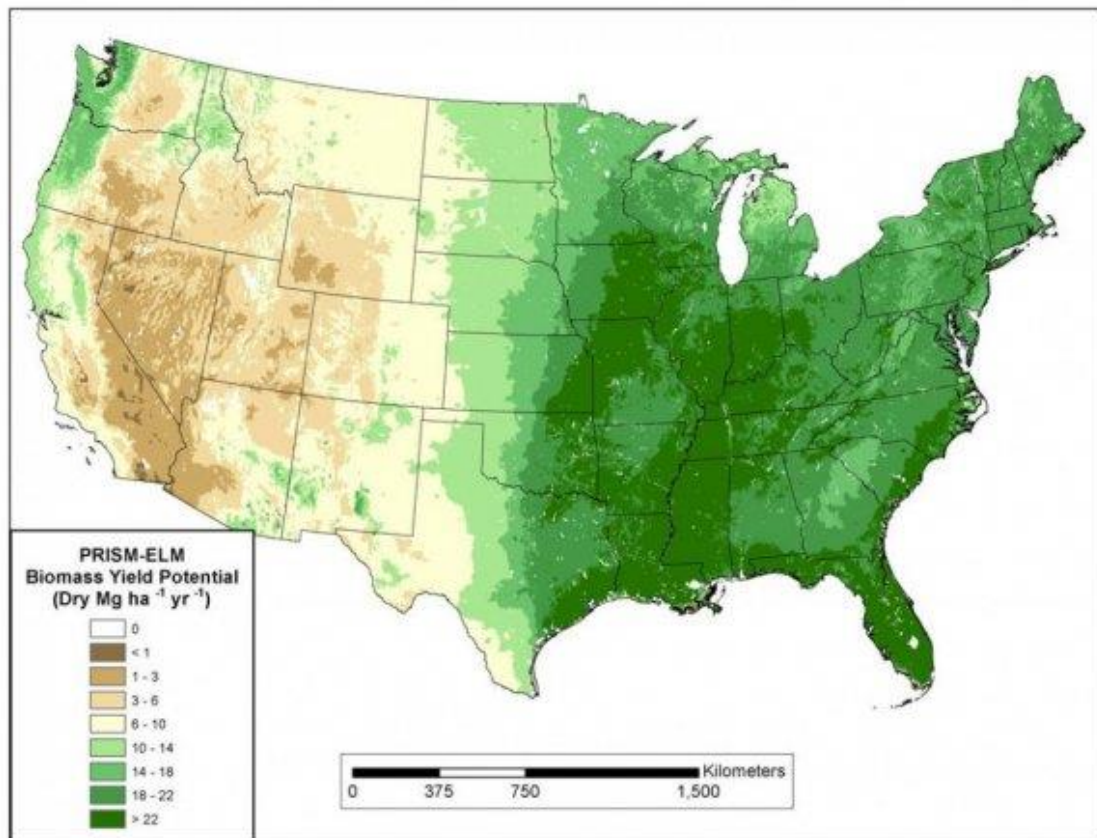 PRISM-ELM
Biomass Yield Potential
(Dry Mg ha -1 yr -1)
0
< 1
1 - 3
3 - 6
6 - 10
10 - 14
14 - 18
18 - 22
> 22
Kilometers
0 375 750 1,500